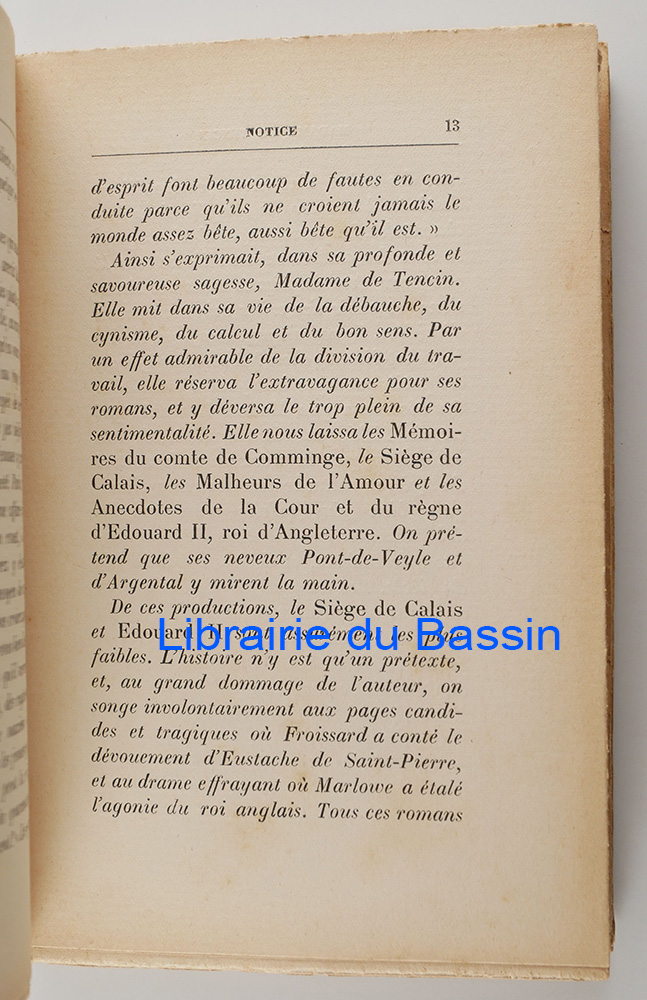 NOTICE 13
d'esprit font beaucoup de fautes en con-
duite parce qu'ils ne croient jamais le
monde assez bête, aussi bête qu'il est. »
Ainsi s'exprimait, dans sa profonde et
savoureuse sagesse, Madame de Tencin.
Elle mit dans sa vie de la débauche, du
cynisme, du calcul et du bon sens. Par
un effet admirable de la division du tra-
vail, elle réserva l'extravagance pour ses
romans, et y déversa le trop plein de sa
sentimentalité. Elle nous laissa les Mémoi-
res du comte de Comminge, le Siège de
Calais, les Malheurs de l'Amour et les
Anecdotes de la Cour et du règne
d'Edouard II, roi d'Angleterre. On pré-
tend que ses neveux Pont-de-Veyle et
d'Argental y mirent la main.
De ces productions, le Siège de Calais
et Edouard II sont assurément les plus
Librairie du Bassin
faibles. L'histoire n'y est qu'un prétexte,
et, au grand dommage de l'auteur, on
songe involontairement aux pages candi-
des et tragiques où Froissard a conté le
dévouement d'Eustache de Saint-Pierre,
et au drame effrayant où Marlowe a étalé
l'agonie du roi anglais. Tous ces romans